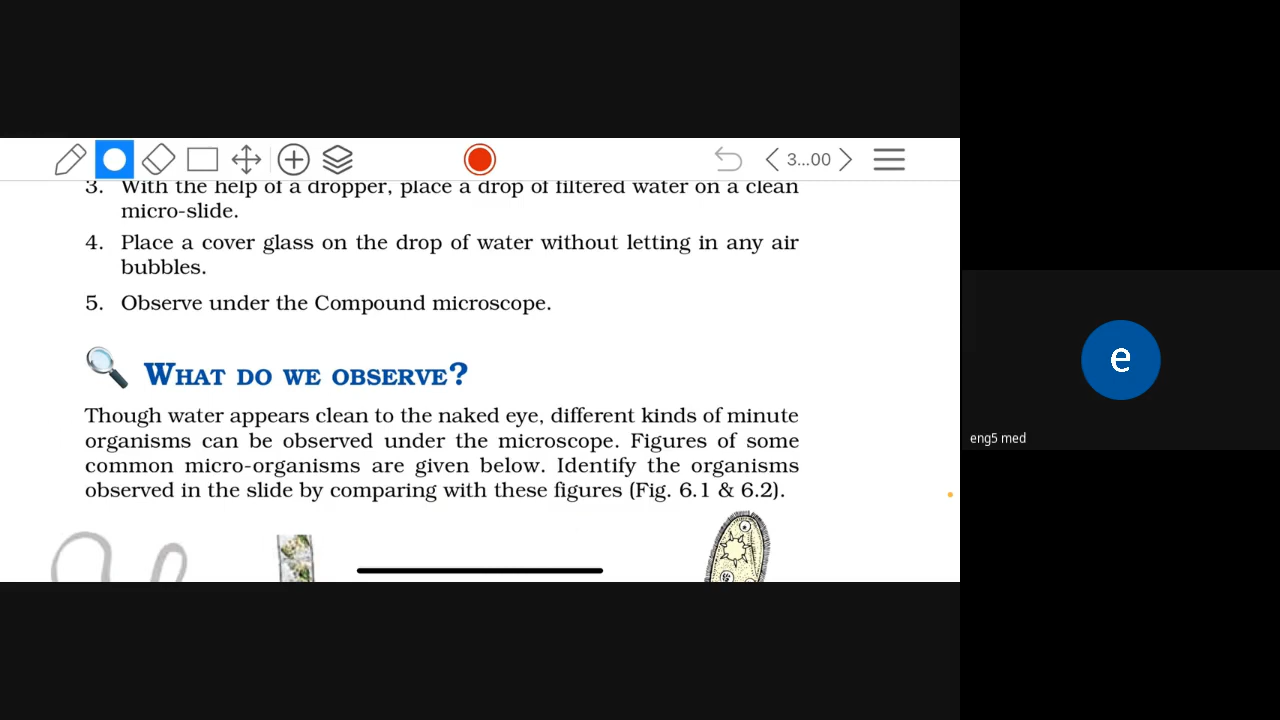 3...00
3. With the help of a dropper, place a drop of filtered water on a clean
micro-slide.
4. Place a cover glass on the drop of water without letting in any air
bubbles.
5. Observe under the Compound microscope.
WHAT DO WE OBSERVE?
Though water appears clean to the naked eye, different kinds of minute
organisms can be observed under the microscope. Figures of some
common micro-organisms are given below. Identify the organisms
observed in the slide by comparing with these figures (Fig. 6.1 & 6.2).
e
eng5 med